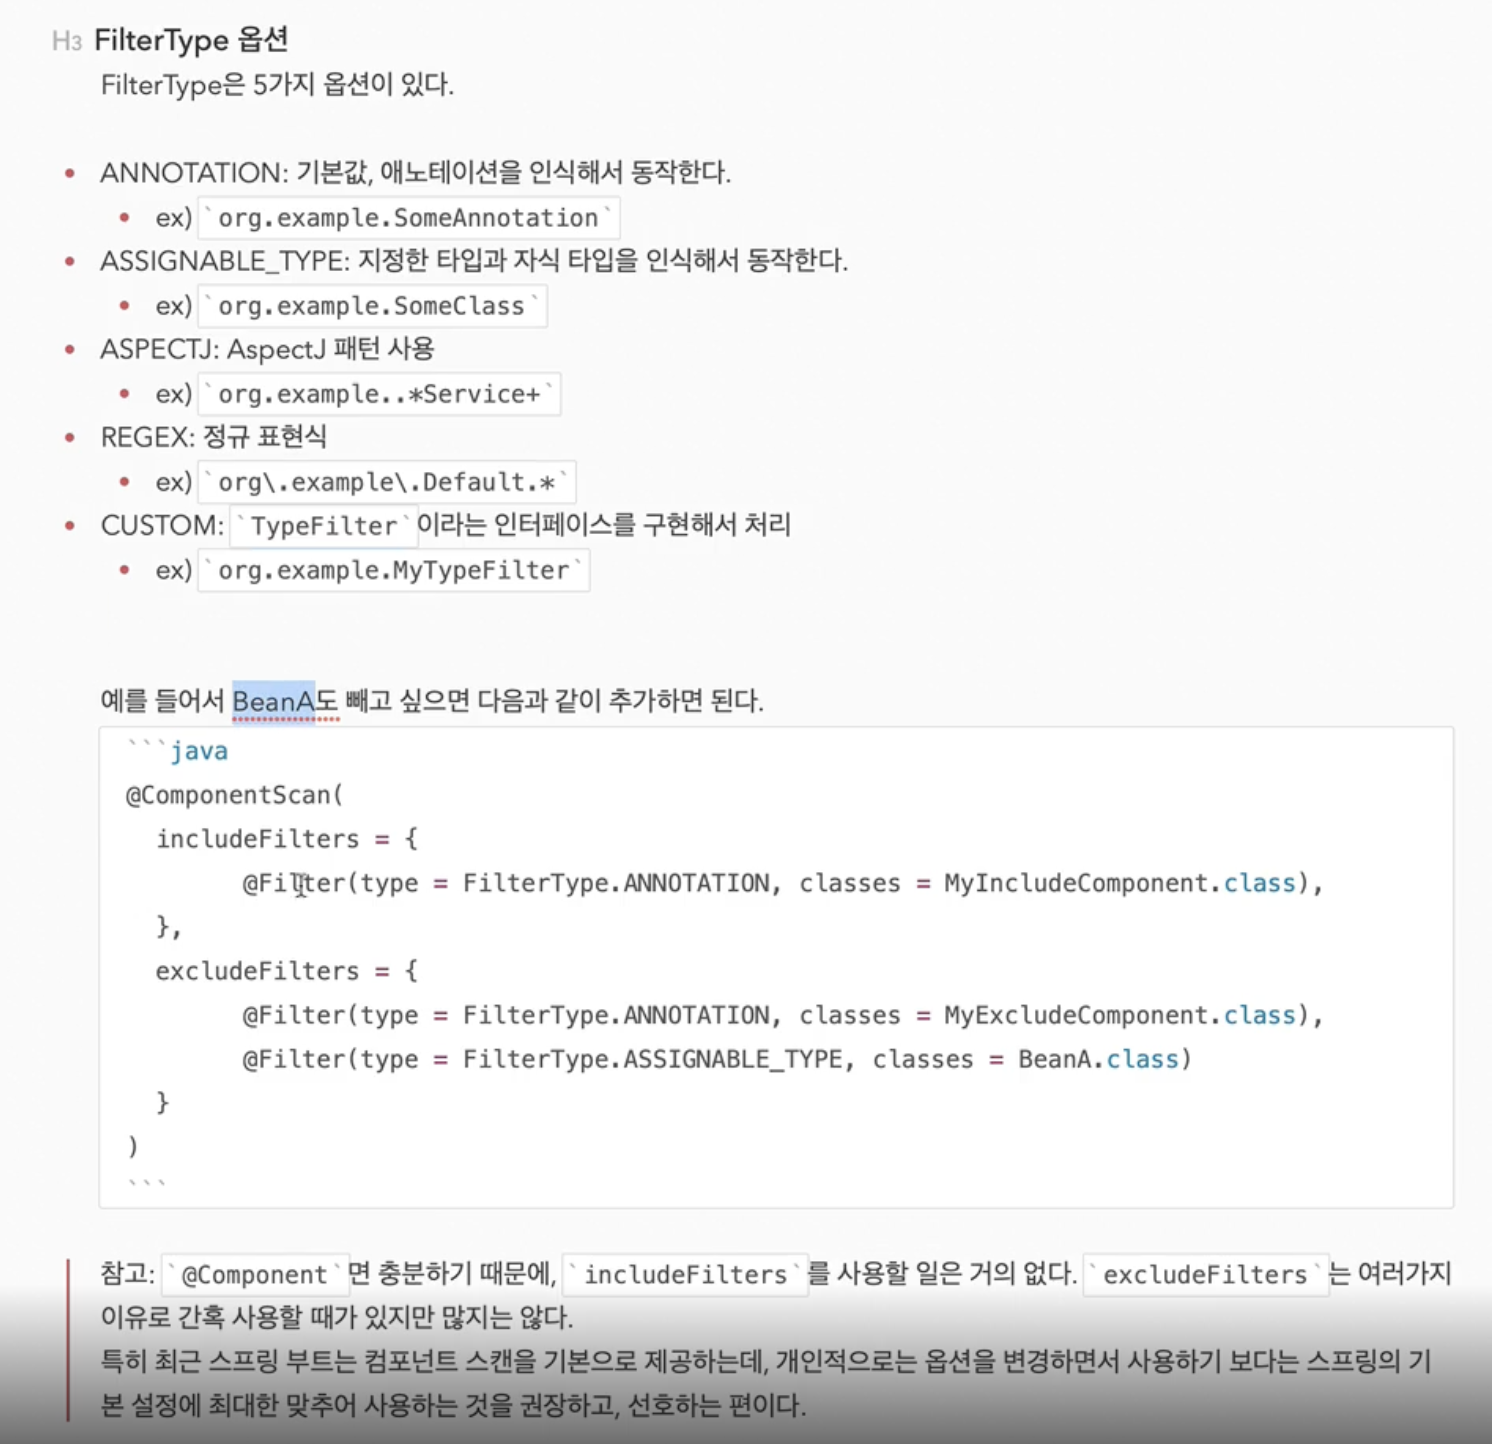 H3 FilterType 옵션
FilterType은 5가지 옵션이 있다.
• ANNOTATION: 기본값, 애노테이션을 인식해서 동작한다.
• ex) `org.example.SomeAnnotation`
• ASSIGNABLE_TYPE: 지정한 타입과 자식 타입을 인식해서 동작한다.
• ex) `org.example.SomeClass`
• ASPECTJ: AspectJ 패턴 사용
• ex) `org.example..*Service+`
• REGEX: 정규 표현식
• ex) `org\.example\.Default.*`
• CUSTOM: `TypeFilter`이라는 인터페이스를 구현해서 처리
• ex) `org.example.MyTypeFilter`
예를 들어서 BeanA도 빼고 싶으면 다음과 같이 추가하면 된다.
```java
@ComponentScan(
includeFilters = {
@Filter(type = FilterType.ANNOTATION, classes = MyIncludeComponent.class),
},
excludeFilters = {
@Filter(type = FilterType.ANNOTATION, classes = MyExcludeComponent.class),
@Filter(type = FilterType.ASSIGNABLE_TYPE, classes = BeanA.class)
}
)
```
참고: `@Component`면 충분하기 때문에, `includeFilters`를 사용할 일은 거의 없다. `excludeFilters`는 여러가지
이유로 간혹 사용할 때가 있지만 많지는 않다.
특히 최근 스프링 부트는 컴포넌트 스캔을 기본으로 제공하는데, 개인적으로는 옵션을 변경하면서 사용하기 보다는 스프링의 기
본 설정에 최대한 맞추어 사용하는 것을 권장하고, 선호하는 편이다.